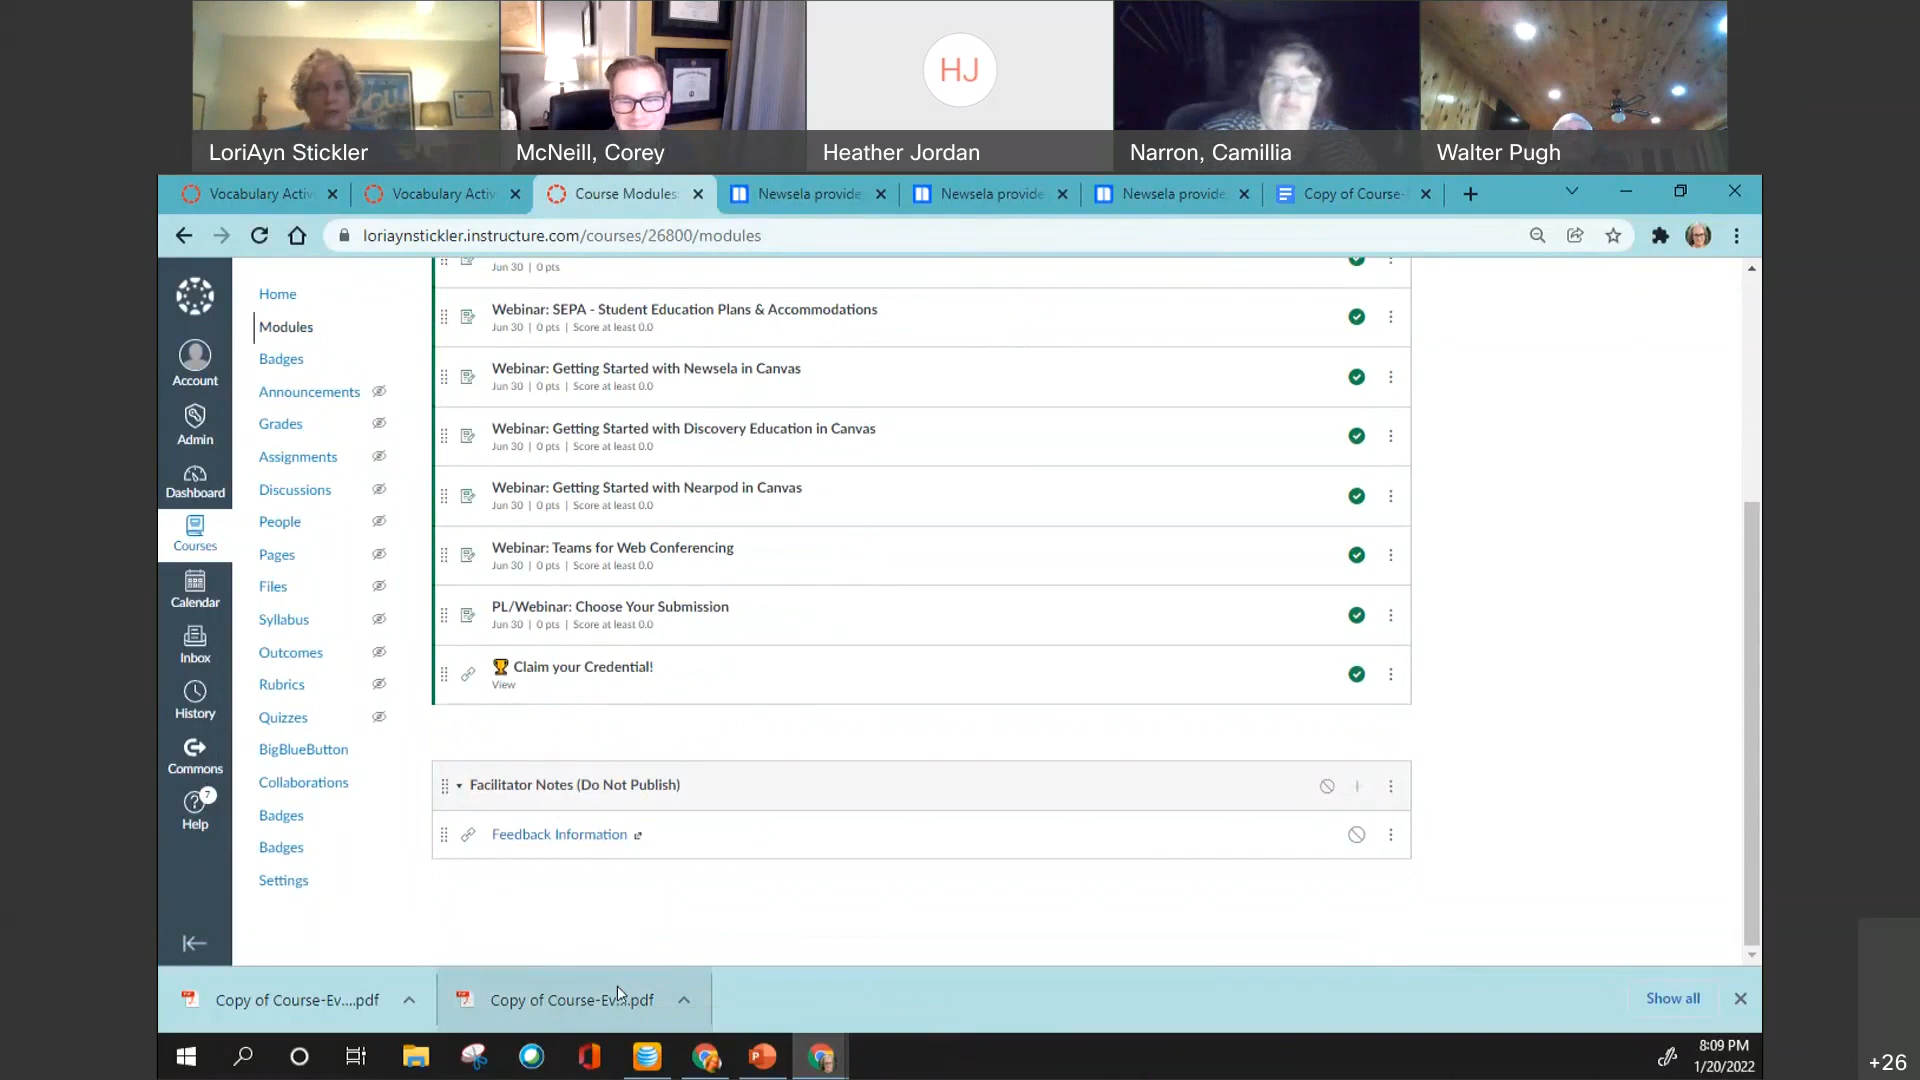 LoriAyn Stickler
McNeill, Corey
HJ
Heather Jordan
Narron, Camillia
Walter Pugh
Vocabulary Activ
Vocabulary Activ
Course Modules:
Newsela provide
Newsela provide
Newsela provide
Copy of Course-
loriaynstickler.instructure.com/courses/26800/modules
Account
Admin
Dashboard
Courses
Calendar
Inbox
History
Commons
7
Help
Home
Modules
Badges
Announcements
Grades
Assignments
Discussions
People
Pages
Files
Syllabus
Outcomes
Rubrics
Quizzes
BigBlueButton
Collaborations
Badges
Badges
Settings
Jun 30 | 0 pts
Webinar: SEPA - Student Education Plans & Accommodations
Jun 30 | 0 pts | Score at least 0.0
Webinar: Getting Started with Newsela in Canvas
Jun 30 | 0 pts | Score at least 0.0
Webinar: Getting Started with Discovery Education in Canvas
Jun 30 | 0 pts | Score at least 0.0
Webinar: Getting Started with Nearpod in Canvas
Jun 30 | 0 pts | Score at least 0.0
Webinar: Teams for Web Conferencing
Jun 30 | 0 pts | Score at least 0.0
PL/Webinar: Choose Your Submission
Jun 30 | 0 pts | Score at least 0.0
🏆 Claim your Credential!
View
Facilitator Notes (Do Not Publish)
Feedback Information
Copy of Course-Ev....pdf
Copy of Course-Ev....pdf
Show all
8:09 PM
1/20/2022
+26